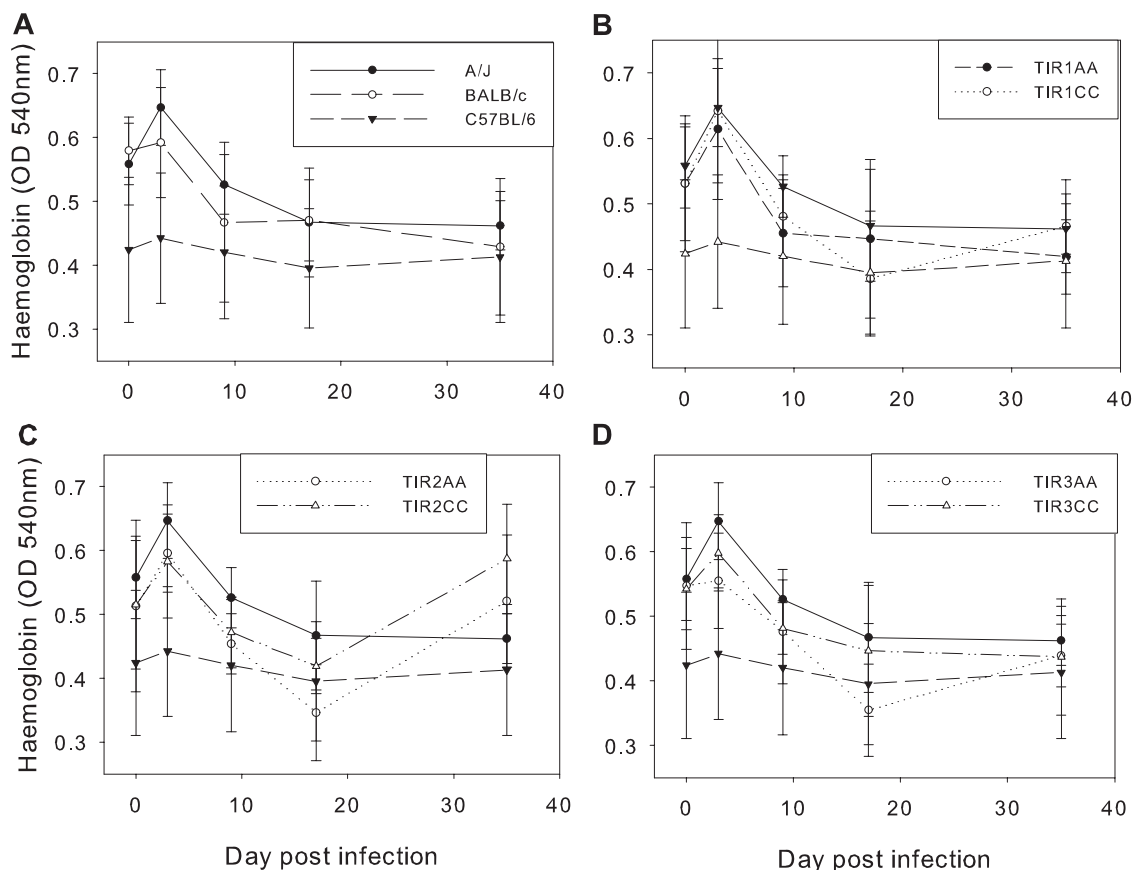 A
Haemoglobin (OD 540nm)
0.7
0.6
0.5
0.4
0.3
A/J
BALB/c
C57BL/6
0 10 20 30 40
B
0.7
0.6
0.5
0.4
0.3
TIR1AA
TIR1CC
0 10 20 30 40
C
Haemoglobin (OD 540nm)
0.7
0.6
0.5
0.4
0.3
TIR2AA
TIR2CC
0 10 20 30 40
Day post infection
D
0.7
0.6
0.5
0.4
0.3
TIR3AA
TIR3CC
0 10 20 30 40
Day post infection